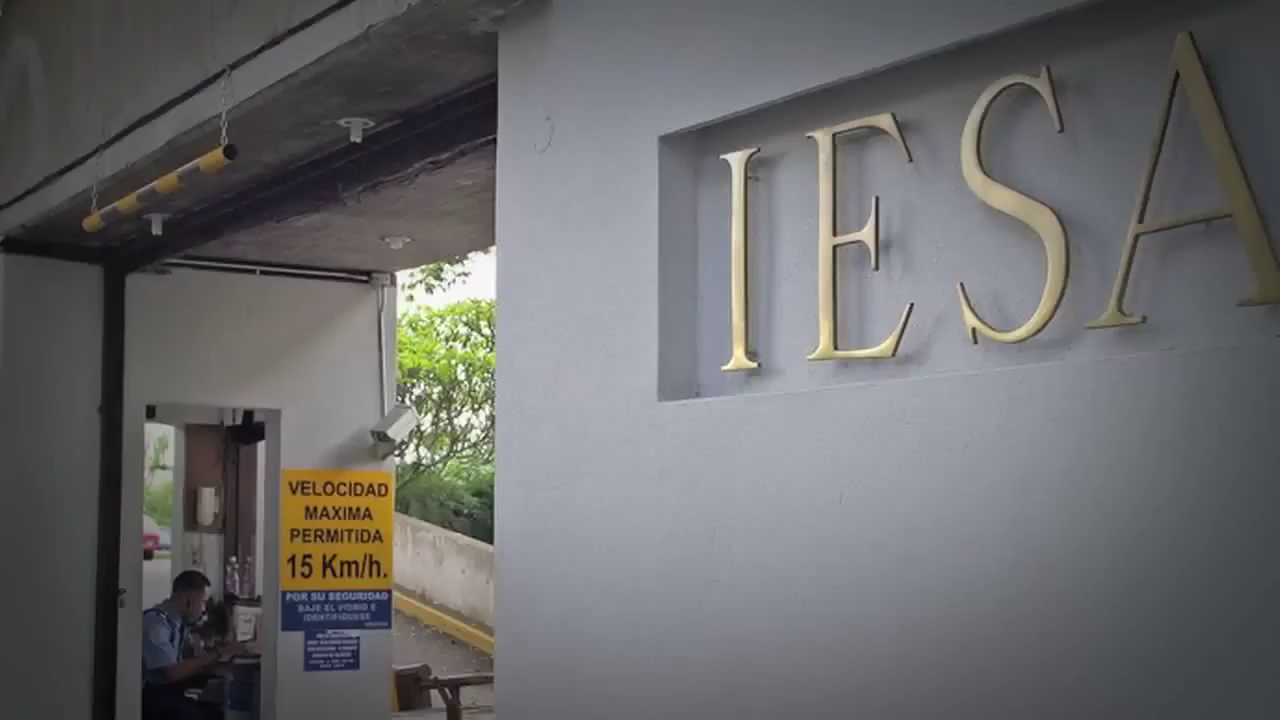 IESA
VELOCIDAD
MAXIMA
PERMITIDA
15 Km/h.
POR SU SEGURIDAD
BAJE EL VIDRIO E
IDENTIFIQUESE